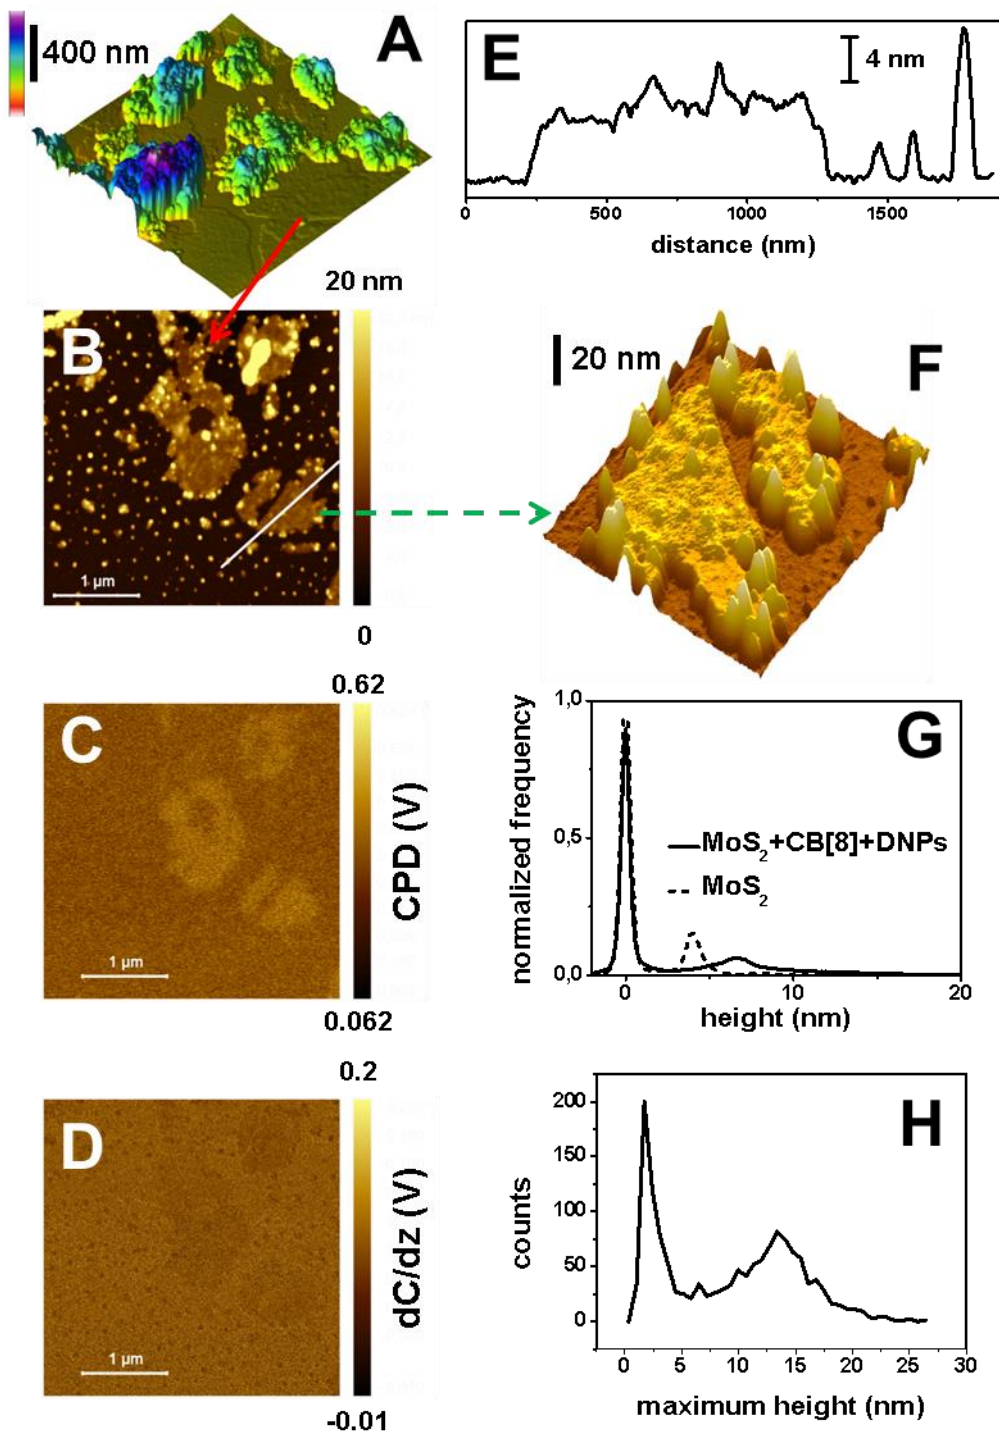 A
400 nm
E
4 nm
0
500
1000
1500
distance (nm)
20 nm
B
1 µm
0
F
20 nm
0.62
C
1 µm
CPD (V)
0.062
G
1,0
0,5
0,0
normalized frequency
MoS2+CB[8]+DNPs
MoS2
0
10
20
height (nm)
0.2
D
1 µm
dC/dz (V)
-0.01
H
200
150
100
50
0
counts
0
5
10
15
20
25
30
maximum height (nm)